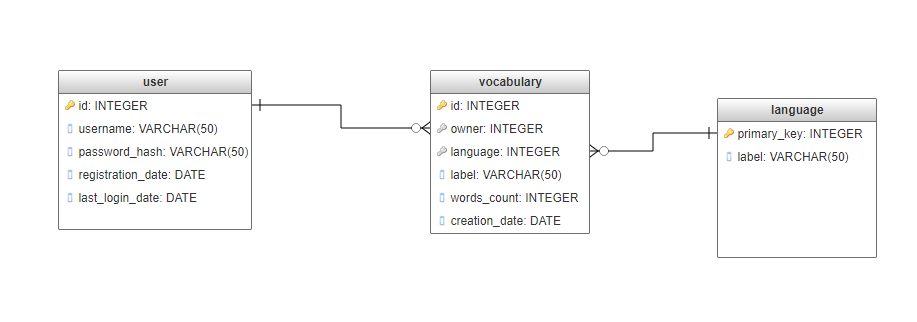 user
id: INTEGER
username: VARCHAR(50)
password_hash: VARCHAR(50)
registration_date: DATE
last_login_date: DATE
vocabulary
id: INTEGER
owner: INTEGER
language: INTEGER
label: VARCHAR(50)
words_count: INTEGER
creation_date: DATE
language
primary_key: INTEGER
label: VARCHAR(50)